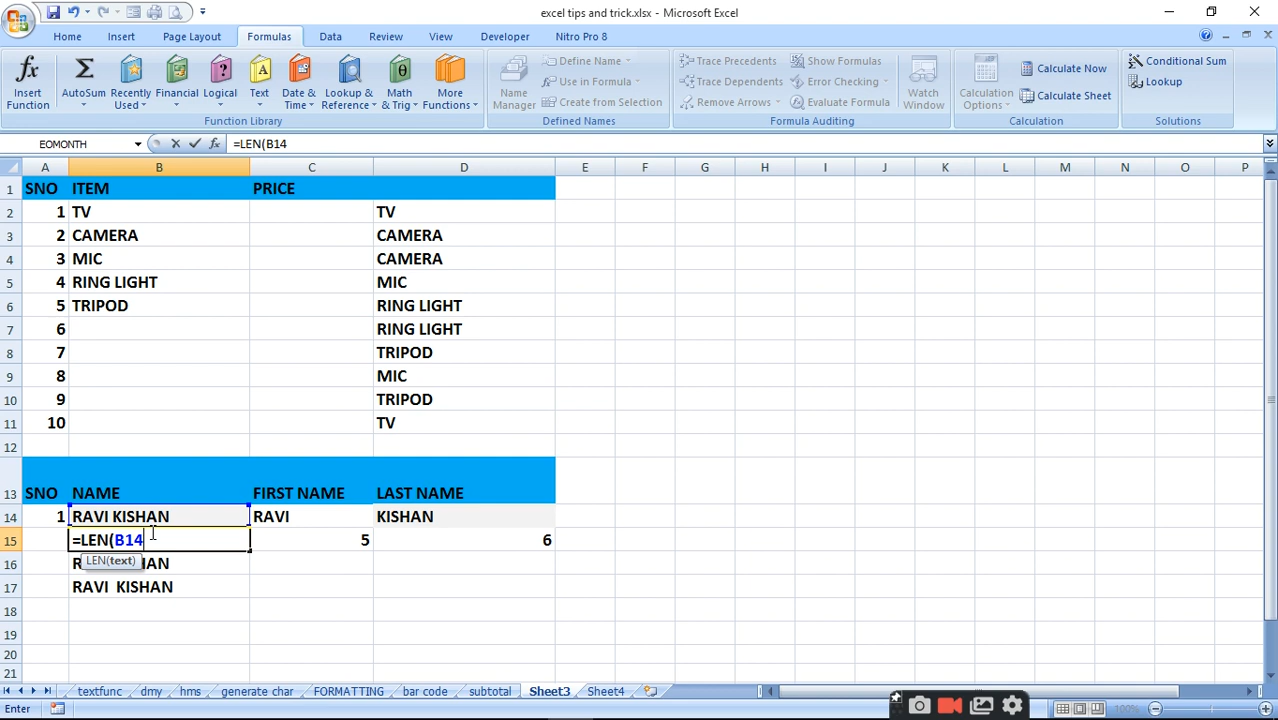 excel tips and trick.xlsx - Microsoft Excel
Home Insert Page Layout Formulas Data Review View Developer Nitro Pro 8
Insert Function
AutoSum
Recently Used
Financial
Logical
Text
Date & Time
Lookup & Reference
Math & Trig
More Functions
Function Library
Name Manager
Define Name
Use in Formula
Create from Selection
Defined Names
Trace Precedents
Trace Dependents
Remove Arrows
Show Formulas
Error Checking
Evaluate Formula
Formula Auditing
Watch Window
Calculation Options
Calculate Now
Calculate Sheet
Calculation
Conditional Sum
Lookup
Solutions
EOMONTH =LEN(B14
A B C D E F G H I J K L M N O P
1 SNO ITEM PRICE
2 1 TV TV
3 2 CAMERA CAMERA
4 3 MIC CAMERA
5 4 RING LIGHT MIC
6 5 TRIPOD RING LIGHT
7 6 RING LIGHT
8 7 TRIPOD
9 8 MIC
10 9 TRIPOD
11 10 TV
12
13 SNO NAME FIRST NAME LAST NAME
14 1 RAVI KISHAN RAVI KISHAN
15 =LEN(B14 5 6
LEN(text)
16 R HAN
17 RAVI  KISHAN
18
19
20
21
textfunc dmy hms generate char FORMATTING bar code subtotal Sheet3 Sheet4
Enter 100%